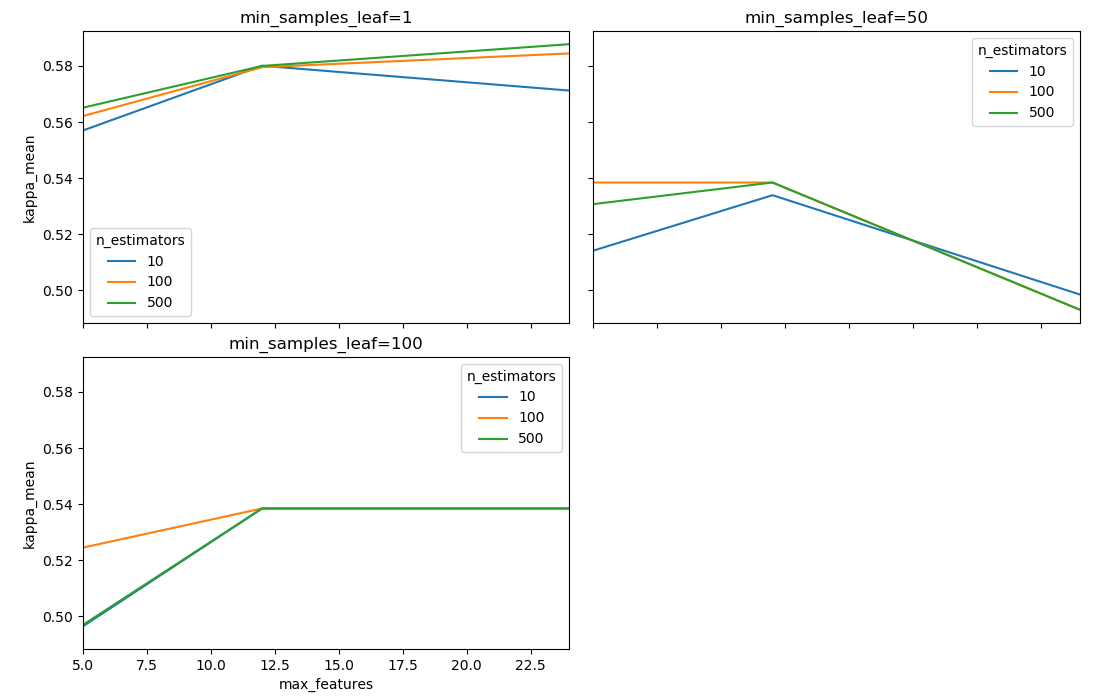 min_samples_leaf=1
kappa_mean
0.58
0.56
0.54
0.52
0.50
n_estimators
10
100
500
min_samples_leaf=50
n_estimators
10
100
500
min_samples_leaf=100
kappa_mean
0.58
0.56
0.54
0.52
0.50
n_estimators
10
100
500
5.0 7.5 10.0 12.5 15.0 17.5 20.0 22.5
max_features